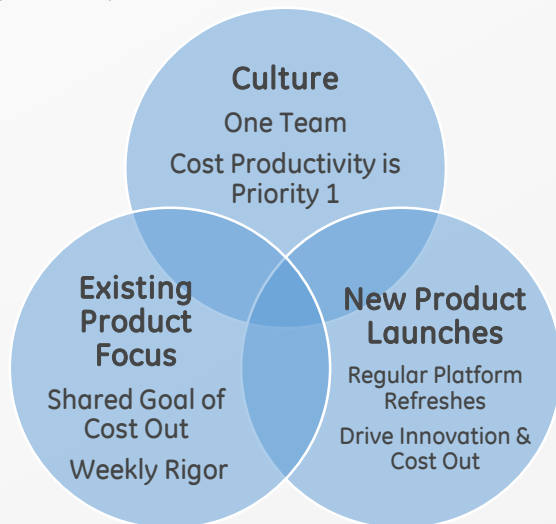 Culture
One Team
Cost Productivity is
Priority 1
Existing
Product
Focus
Shared Goal of
Cost Out
Weekly Rigor
New Product
Launches
Regular Platform
Refreshes
Drive Innovation &
Cost Out